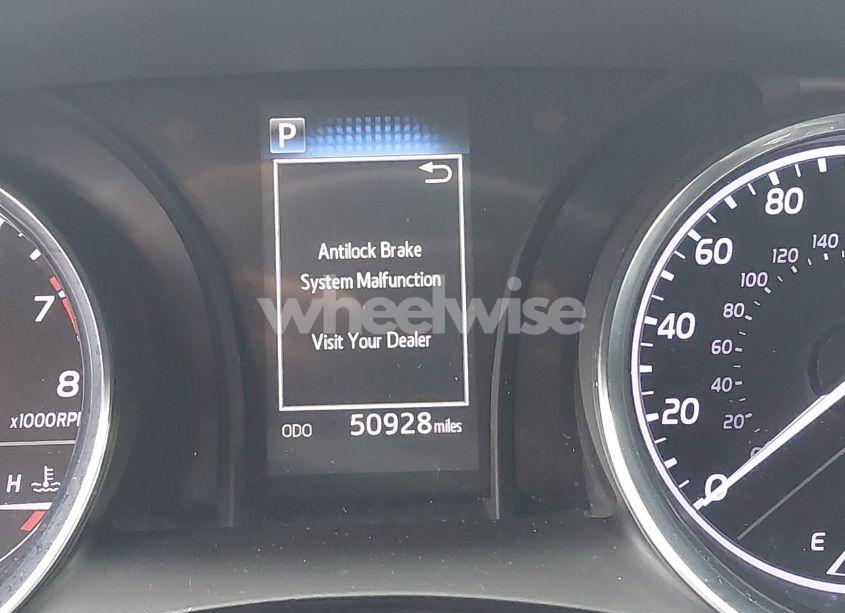 P
Antilock Brake
System Malfunction
Visit Your Dealer
ODO 50928 miles
wheelwise
7
8
x1000RP
H
80
60
40
20
0
140
120
100
80
60
40
20
E